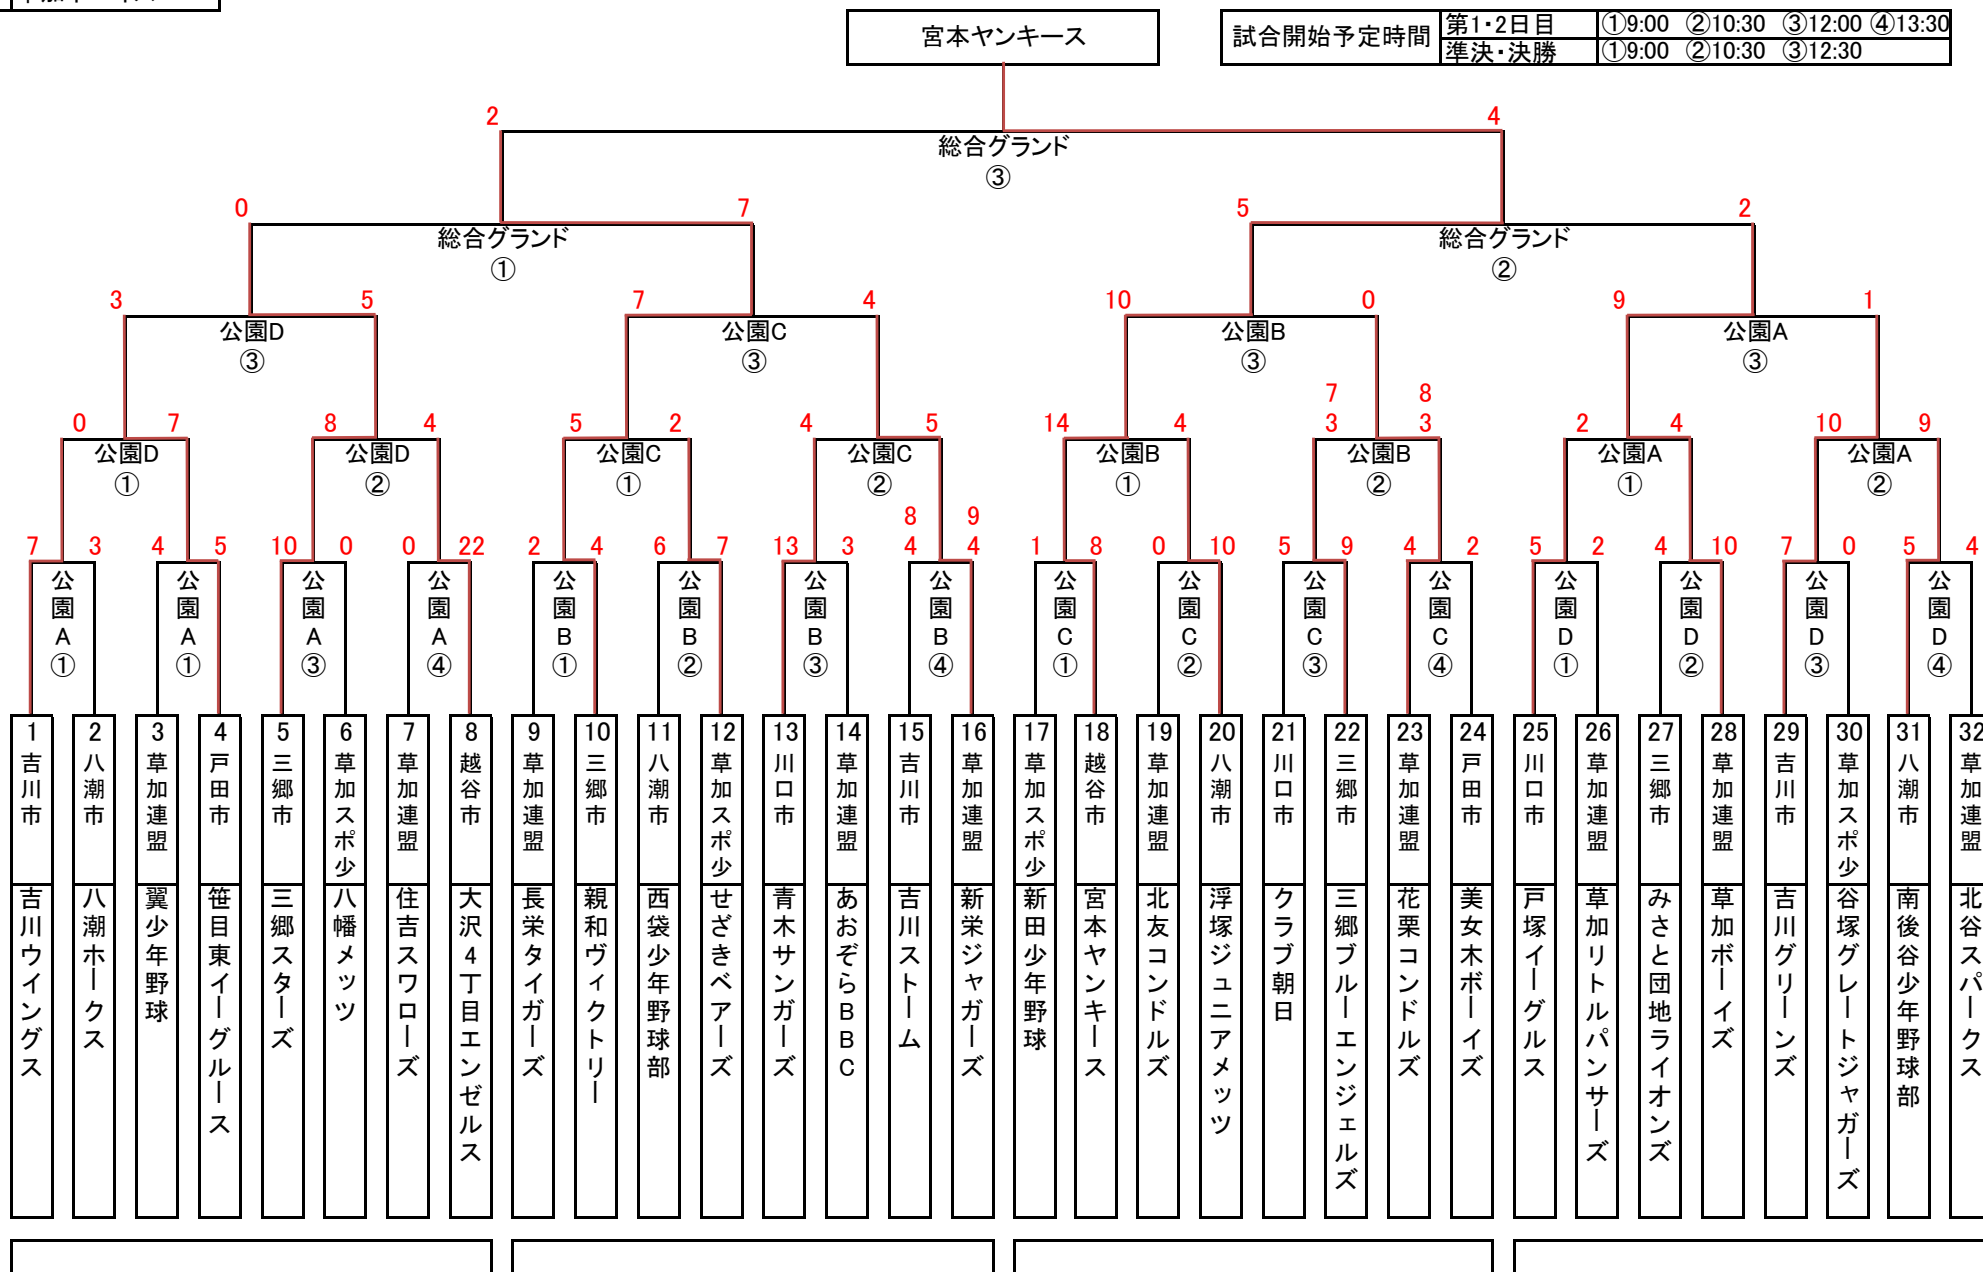 宮本ヤンキース
試合開始予定時間
第1・2日目 ①9:00 ②10:30 ③12:00 ④13:30
準決・決勝 ①9:00 ②10:30 ③12:30
2 4
総合グランド
③
0 7 5 2
総合グランド 総合グランド
① ②
3 5 7 4 10 0 9 1
公園D 公園C 公園B 公園A
③ ③ ③ ③
7 8
0 7 8 4 5 2 4 5 14 4 3 3 2 4 10 9
公園D 公園D 公園C 公園C 公園B 公園B 公園A 公園A
① ② ① ② ① ② ① ②
8 9
7 3 4 5 10 0 0 22 2 4 6 7 13 3 4 4 1 8 0 10 5 9 4 2 5 2 4 10 7 0 5 4
公園A①
公園A①
公園A③
公園A④
公園B①
公園B②
公園B③
公園B④
公園C①
公園C②
公園C③
公園C④
公園D①
公園D②
公園D③
公園D④
1 吉川市 吉川ウイングス
2 八潮市 八潮ホークス
3 草加連盟 翼少年野球
4 戸田市 笹目東イーグルース
5 三郷市 三郷スターズ
6 草加スポ少 八幡メッツ
7 草加連盟 住吉スワローズ
8 越谷市 大沢4丁目エンゼルス
9 草加連盟 長栄タイガーズ
10 三郷市 親和ヴィクトリー
11 八潮市 西袋少年野球部
12 草加スポ少 せざきベアーズ
13 川口市 青木サンガーズ
14 草加連盟 あおぞらBBC
15 吉川市 吉川ストーム
16 草加連盟 新栄ジャガーズ
17 草加スポ少 新田少年野球
18 越谷市 宮本ヤンキース
19 草加連盟 北友コンドルズ
20 八潮市 浮塚ジュニアメッツ
21 川口市 クラブ朝日
22 三郷市 三郷ブルーエンジェルズ
23 草加連盟 花栗コンドルズ
24 戸田市 美女木ボーイズ
25 川口市 戸塚イーグルス
26 草加連盟 草加リトルパンサーズ
27 三郷市 みさと団地ライオンズ
28 草加連盟 草加ボーイズ
29 吉川市 吉川グリーンズ
30 草加スポ少 谷塚グレートジャガーズ
31 八潮市 南後谷少年野球部
32 草加連盟 北谷スパークス